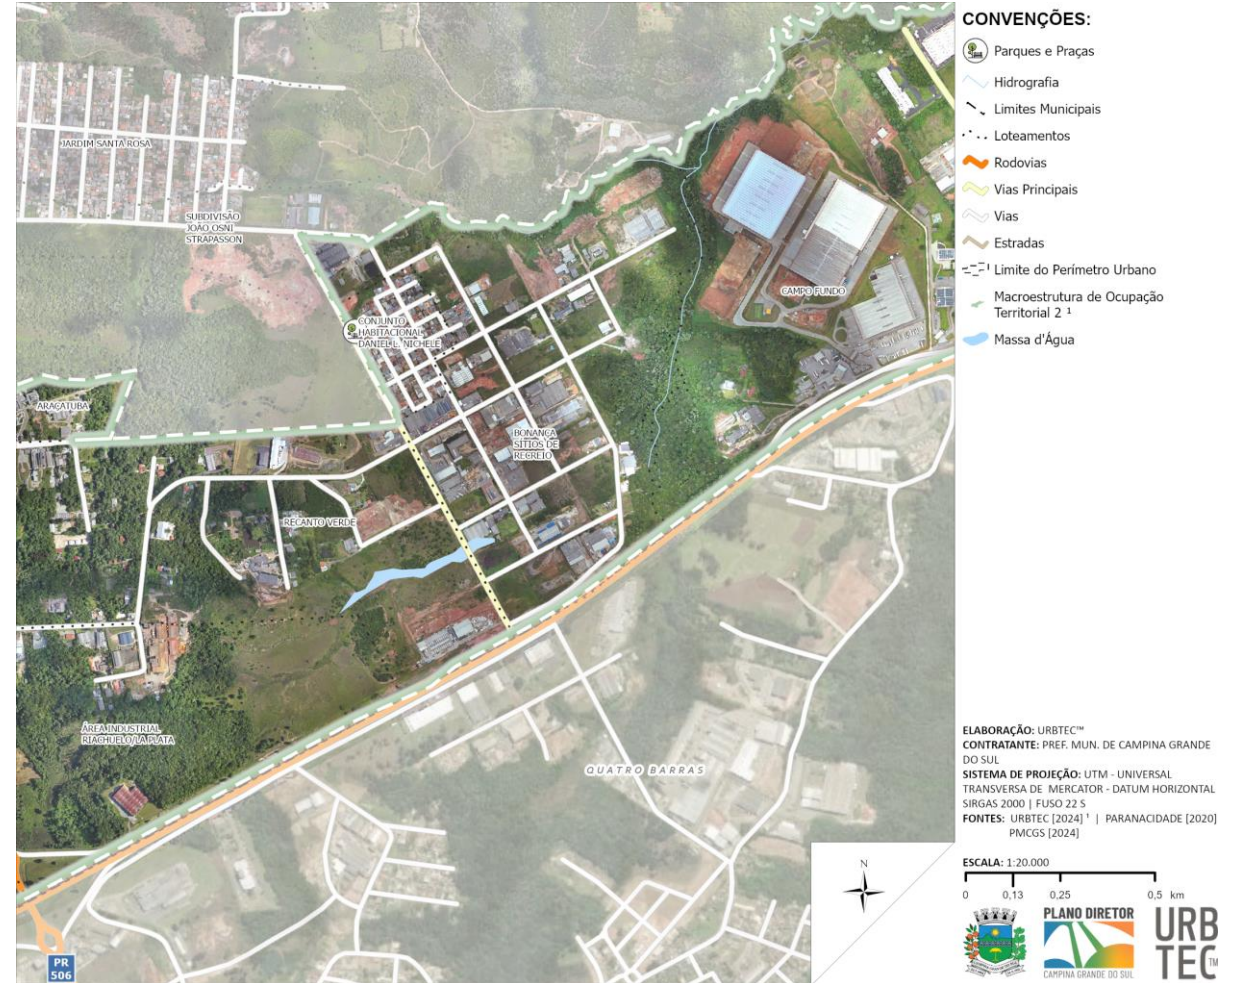 JARDIM SANTA ROSA
SUBDIVISÃO
JOÃO OSNI
STRAPASSON
CONJUNTO
HABITACIONAL
DANIEL L. NICHELE
CAMPO FUNDO
ARAÇATUBA
BONANÇA
SÍTIOS DE
RECREIO
RECANTO VERDE
ÁREA INDUSTRIAL
RIACHUELO/LA PLATA
QUATRO BARRAS
PR
506
N
CONVENÇÕES:
Parques e Praças
Hidrografia
Limites Municipais
Loteamentos
Rodovias
Vias Principais
Vias
Estradas
Limite do Perímetro Urbano
Macroestrutura de Ocupação
Territorial 2 ¹
Massa d'Água
ELABORAÇÃO: URBTEC™
CONTRATANTE: PREF. MUN. DE CAMPINA GRANDE
DO SUL
SISTEMA DE PROJEÇÃO: UTM - UNIVERSAL
TRANSVERSA DE MERCATOR - DATUM HORIZONTAL
SIRGAS 2000 | FUSO 22 S
FONTES: URBTEC [2024] ¹ | PARANACIDADE [2020]
PMCGS [2024]
ESCALA: 1:20.000
0 0,13 0,25 0,5 km
PLANO DIRETOR
CAMPINA GRANDE DO SUL
URB
TEC™